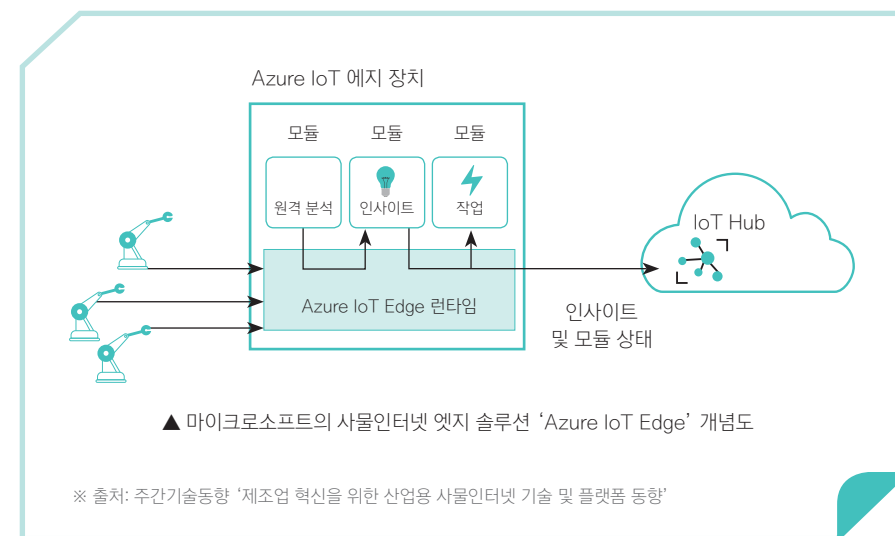 Azure IoT 에지 장치
모듈 모듈 모듈
원격 분석 인사이트 작업
IoT Hub
Azure IoT Edge 런타임
인사이트
및 모듈 상태
▲ 마이크로소프트의 사물인터넷 엣지 솔루션 ‘Azure IoT Edge’ 개념도
※ 출처: 주간기술동향 ‘제조업 혁신을 위한 산업용 사물인터넷 기술 및 플랫폼 동향’